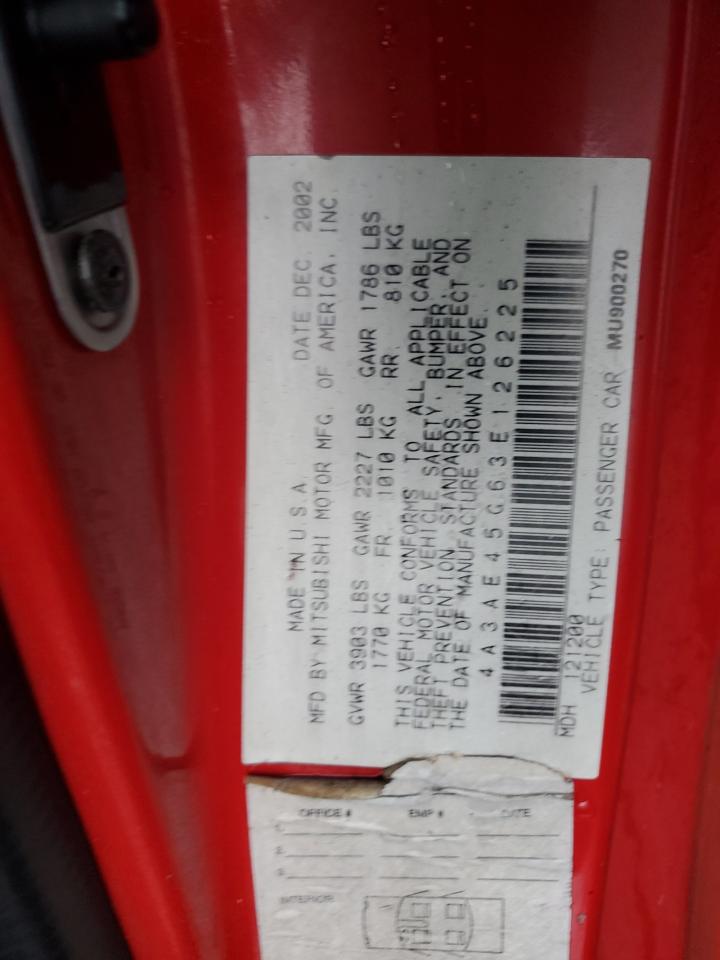 MADE IN U.S.A. DATE DEC. 2002
MFD BY MITSUBISHI MOTOR MFG. OF AMERICA, INC.
GVWR 3903 LBS GAWR 2227 LBS GAWR 1786 LBS
1770 KG FR. 1010 KG RR. 810 KG
THIS VEHICLE CONFORMS TO ALL APPLICABLE
FEDERAL MOTOR VEHICLE SAFETY, BUMPER, AND
THEFT PREVENTION STANDARDS IN EFFECT ON
THE DATE OF MANUFACTURE SHOWN ABOVE.
4A3AE45G63E126225
MDH 121200
VEHICLE TYPE: PASSENGER CAR MU900270
OFFICE # EMP # DATE
1.
2.
3.
INTERIOR